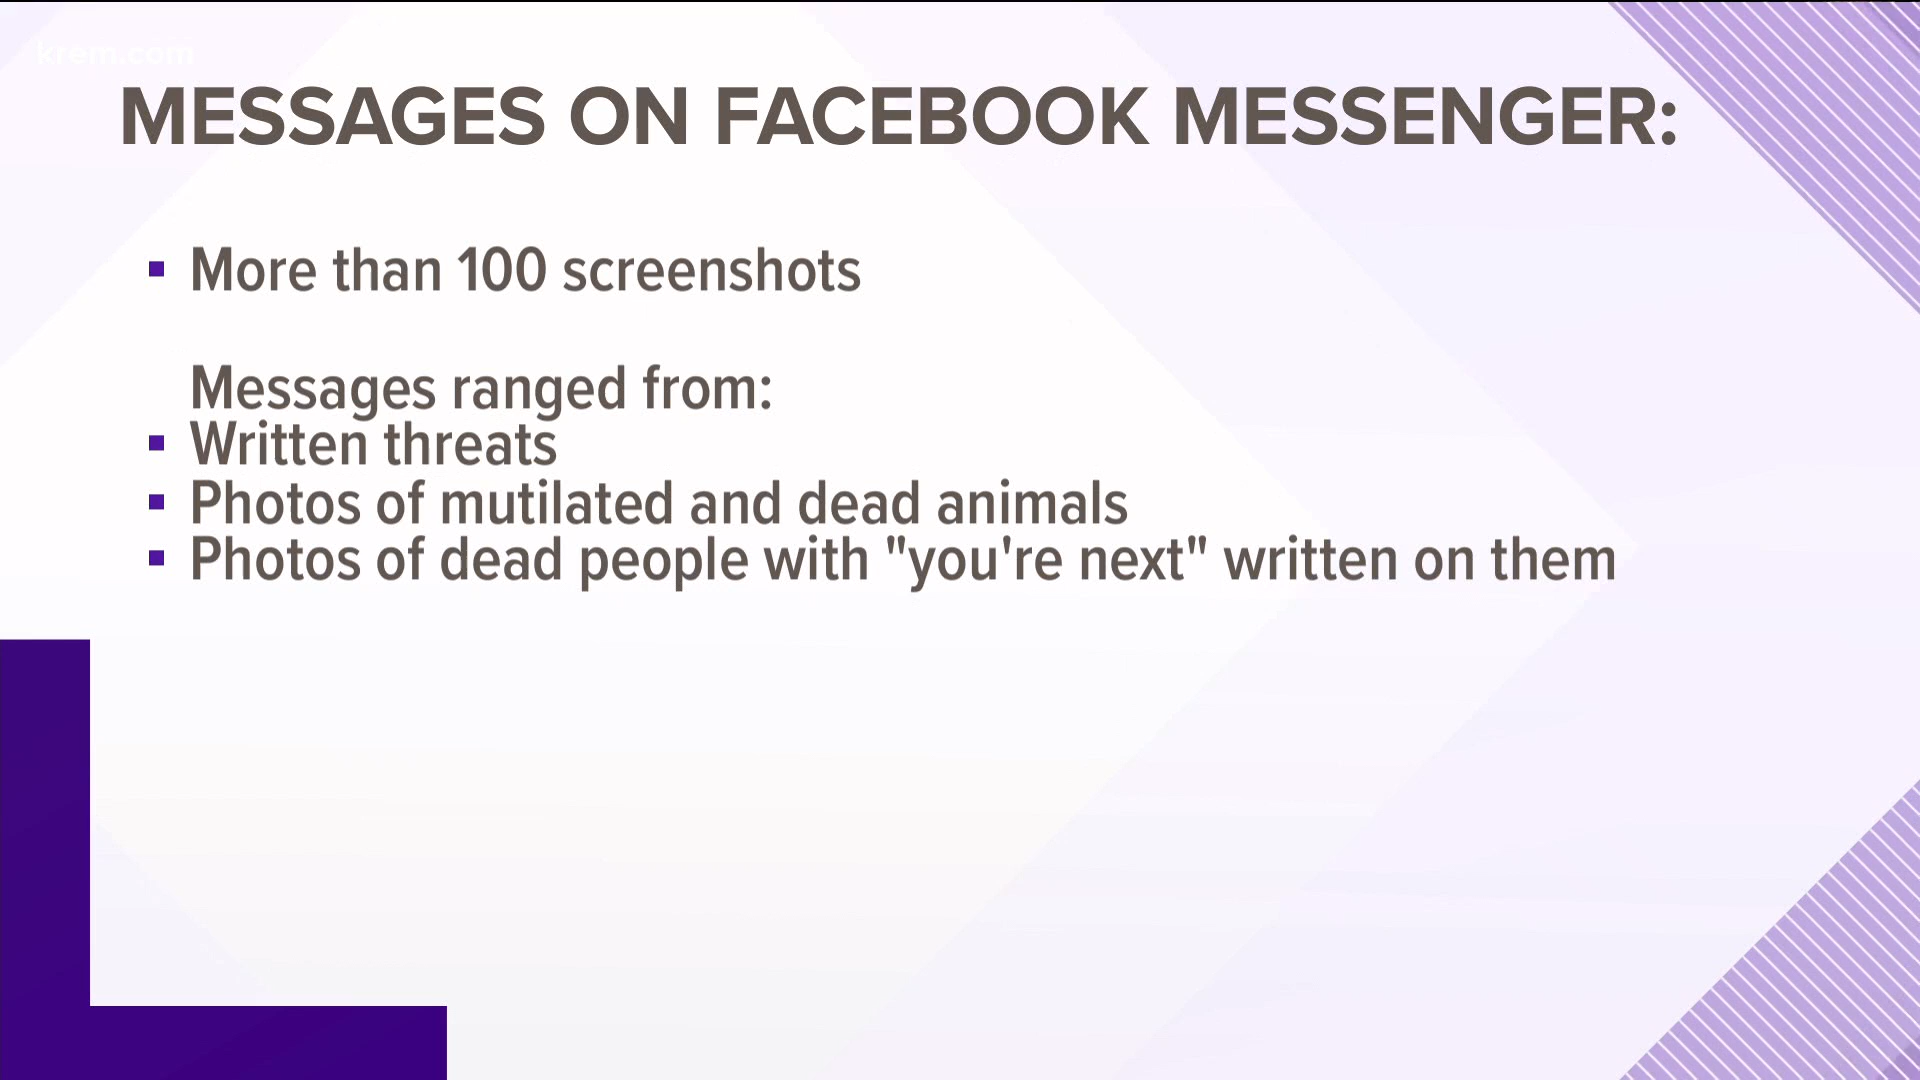 krem.com
MESSAGES ON FACEBOOK MESSENGER:
▪ More than 100 screenshots
Messages ranged from:
▪ Written threats
▪ Photos of mutilated and dead animals
▪ Photos of dead people with "you're next" written on them